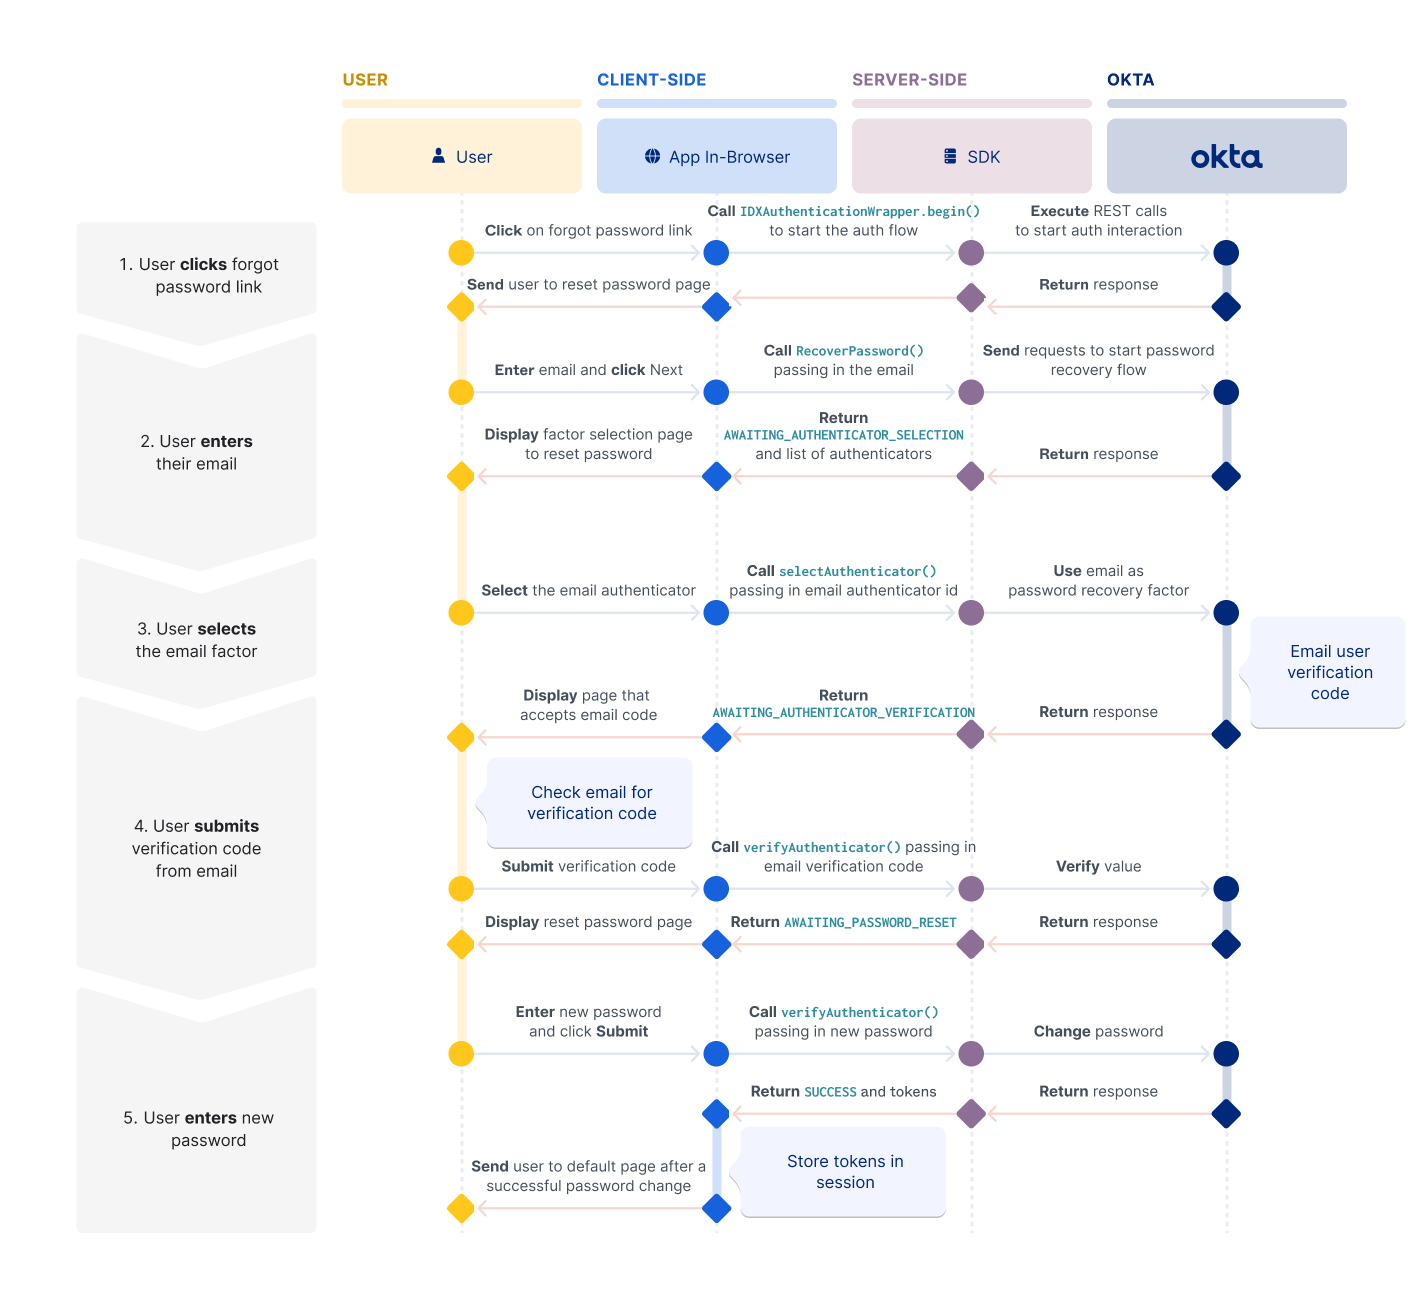 USER
CLIENT-SIDE
SERVER-SIDE
OKTA
User
App In-Browser
SDK
okta
1. User clicks forgot
password link
Click on forgot password link
Call IDXAuthenticationWrapper.begin()
to start the auth flow
Execute REST calls
to start auth interaction
Send user to reset password page
Return response
2. User enters
their email
Enter email and click Next
Call RecoverPassword()
passing in the email
Send requests to start password
recovery flow
Display factor selection page
to reset password
Return
AWAITING_AUTHENTICATOR_SELECTION
and list of authenticators
Return response
3. User selects
the email factor
Select the email authenticator
Call selectAuthenticator()
passing in email authenticator id
Use email as
password recovery factor
Email user
verification
code
Display page that
accepts email code
Return
AWAITING_AUTHENTICATOR_VERIFICATION
Return response
4. User submits
verification code
from email
Check email for
verification code
Submit verification code
Call verifyAuthenticator() passing in
email verification code
Verify value
Display reset password page
Return AWAITING_PASSWORD_RESET
Return response
5. User enters new
password
Enter new password
and click Submit
Call verifyAuthenticator()
passing in new password
Change password
Return SUCCESS and tokens
Return response
Store tokens in
session
Send user to default page after a
successful password change